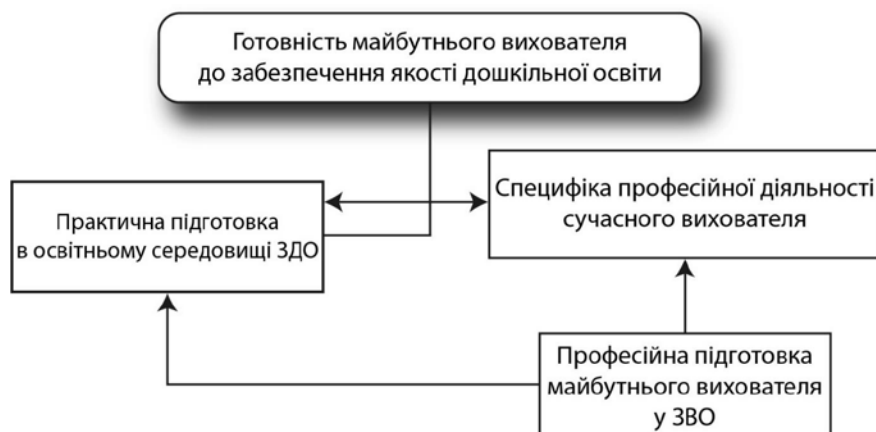 Готовність майбутнього вихователя
до забезпечення якості дошкільної освіти
Практична підготовка
в освітньому середовищі ЗДО
Специфіка професійної діяльності
сучасного вихователя
Професійна підготовка
майбутнього вихователя
у ЗВО